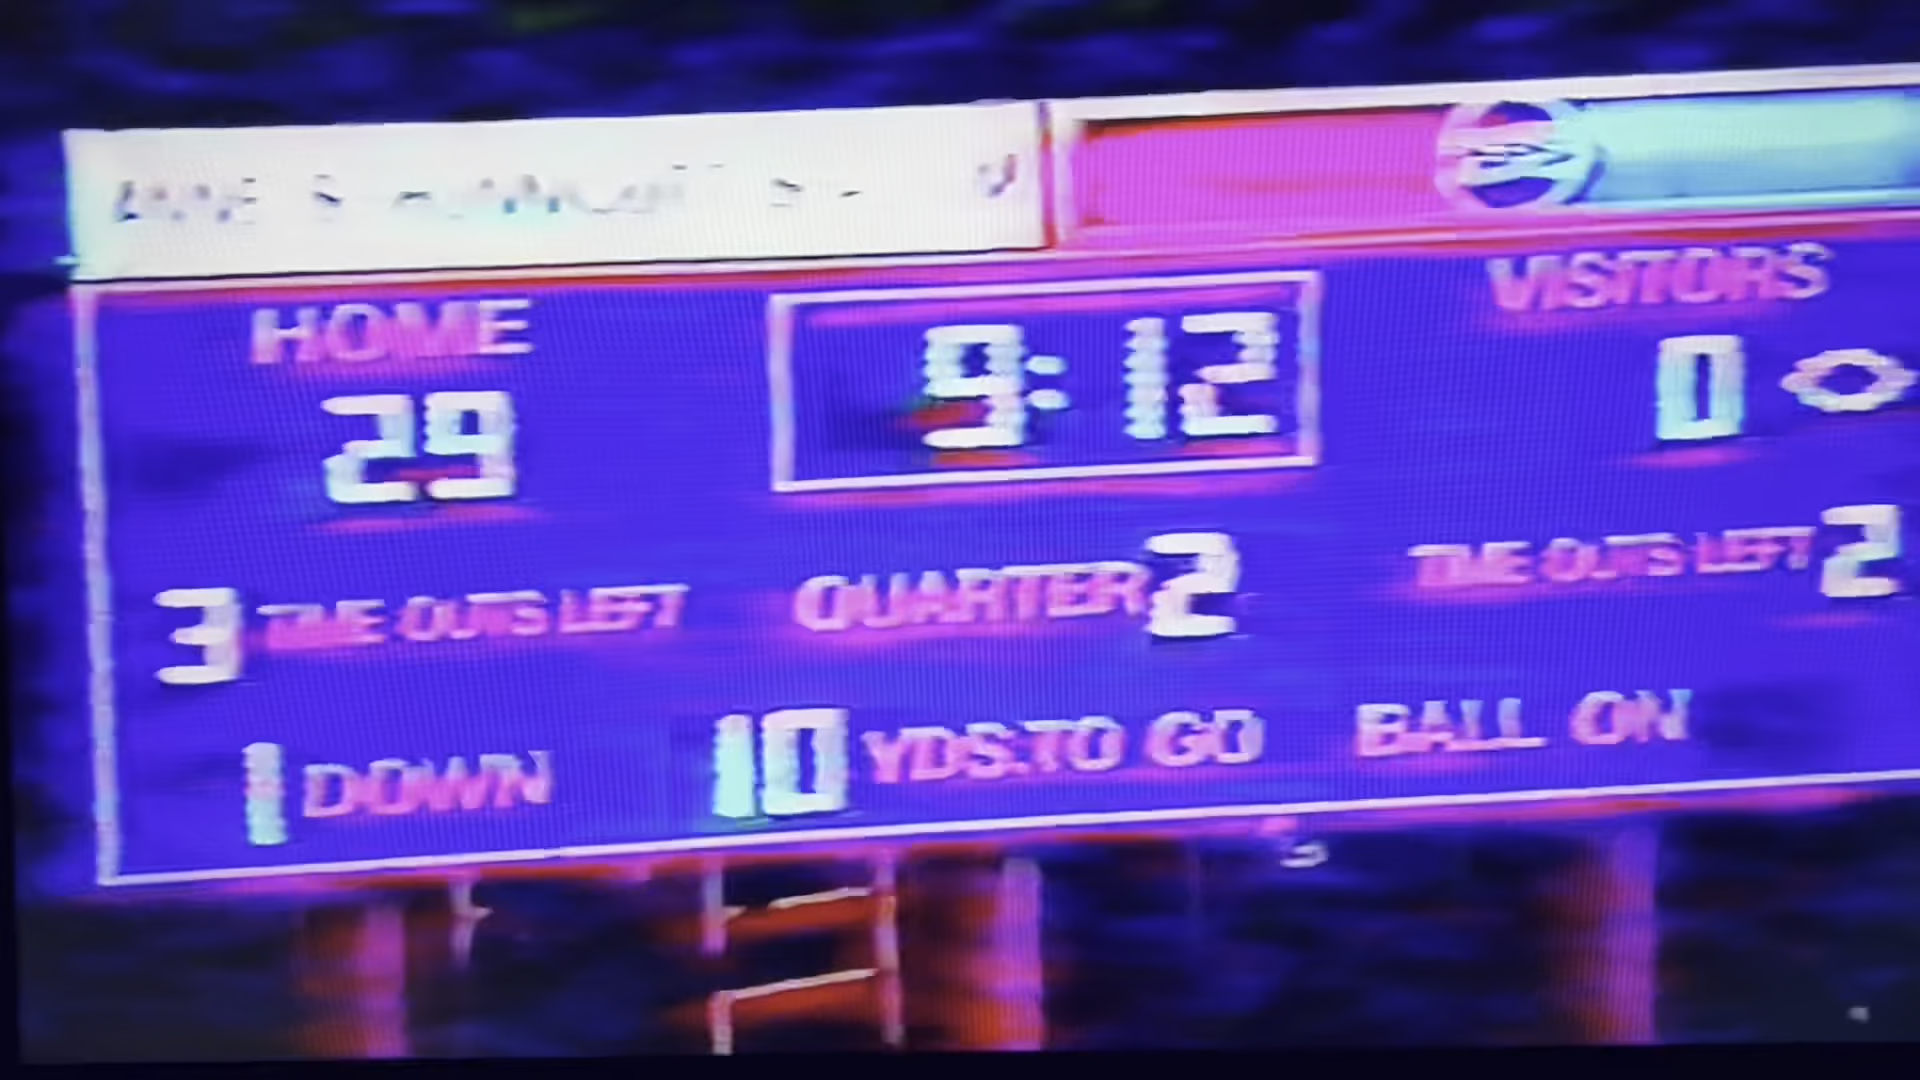 HOME 9:12 VISITORS
29 0
3 TIME OUTS LEFT QUARTER 2 TIME OUTS LEFT 2
1 DOWN 10 YDS.TO GO BALL ON